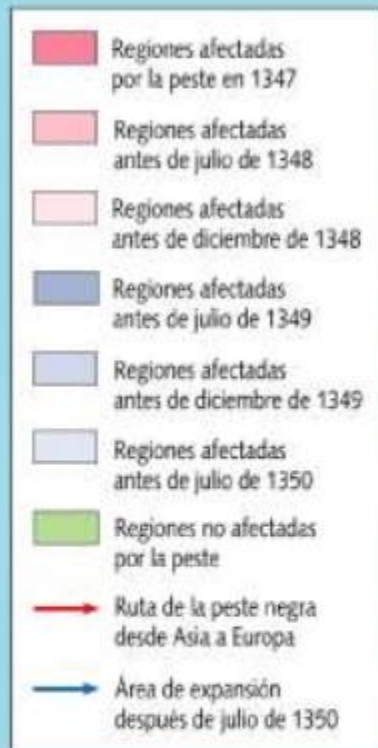 Regiones afectadas
por la peste en 1347
Regiones afectadas
antes de julio de 1348
Regiones afectadas
antes de diciembre de 1348
Regiones afectadas
antes de julio de 1349
Regiones afectadas
antes de diciembre de 1349
Regiones afectadas
antes de julio de 1350
Regiones no afectadas
por la peste
Ruta de la peste negra
desde Asia a Europa
Área de expansión
después de julio de 1350